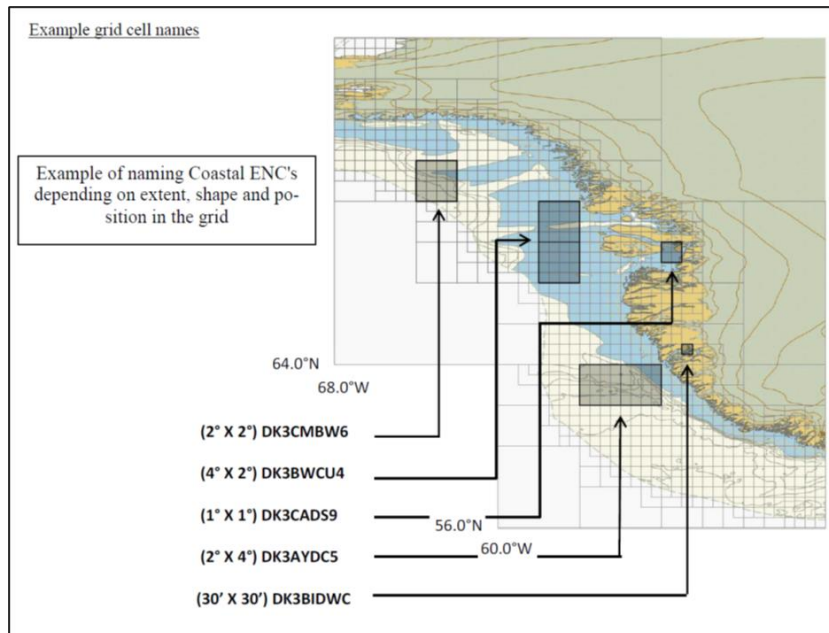 Example grid cell names
Example of naming Coastal ENC's
depending on extent, shape and po-
sition in the grid
64.0°N
68.0°W
(2° X 2°) DK3CMBW6
(4° X 2°) DK3BWCU4
(1° X 1°) DK3CADS9
56.0°N
60.0°W
(2° X 4°) DK3AYDC5
(30’ X 30’) DK3BIDWC